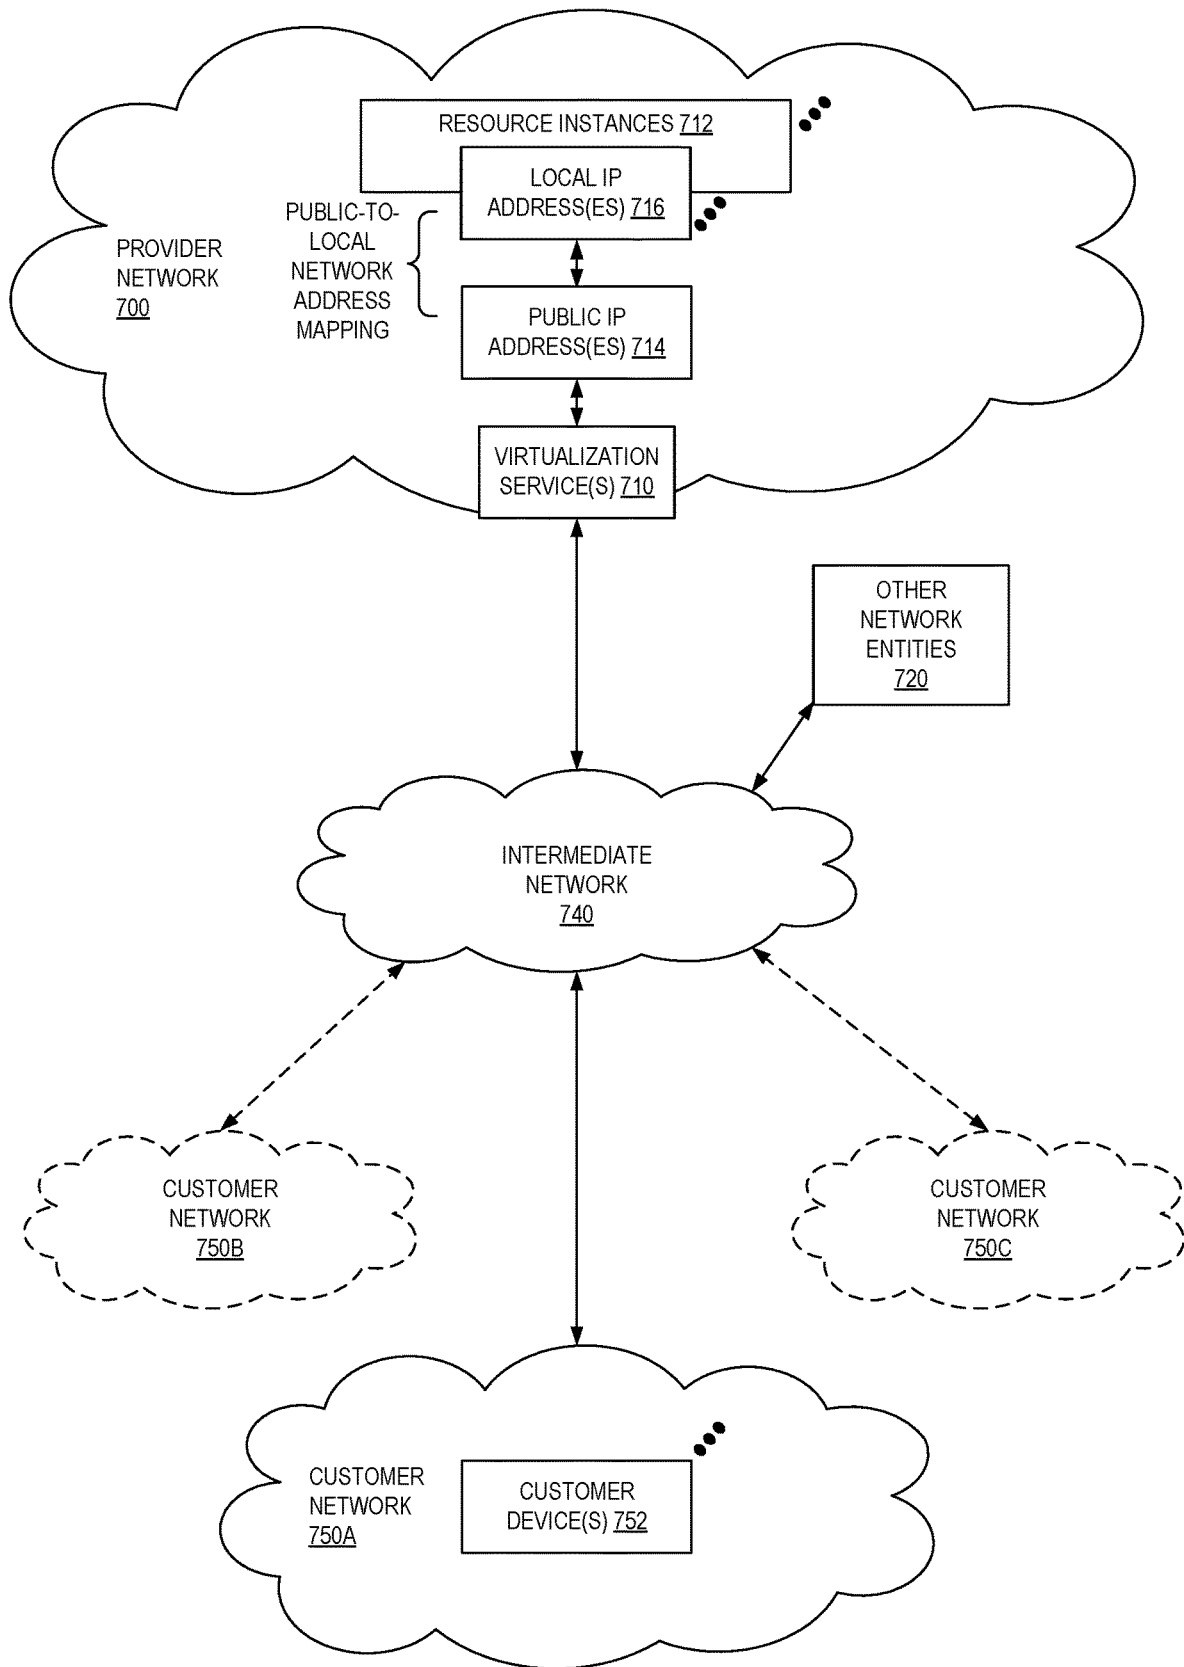 RESOURCE INSTANCES 712
LOCAL IP
ADDRESS(ES) 716
PUBLIC-TO-
LOCAL
NETWORK
ADDRESS
MAPPING
PROVIDER
NETWORK
700
PUBLIC IP
ADDRESS(ES) 714
VIRTUALIZATION
SERVICE(S) 710
OTHER
NETWORK
ENTITIES
720
INTERMEDIATE
NETWORK
740
CUSTOMER
NETWORK
750B
CUSTOMER
NETWORK
750C
CUSTOMER
NETWORK
750A
CUSTOMER
DEVICE(S) 752